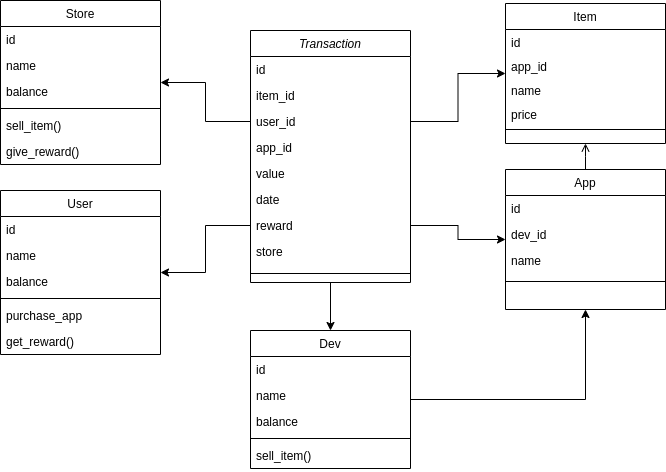 Store
id
name
balance
sell_item()
give_reward()
User
id
name
balance
purchase_app
get_reward()
Transaction
id
item_id
user_id
app_id
value
date
reward
store
Dev
id
name
balance
sell_item()
Item
id
app_id
name
price
App
id
dev_id
name